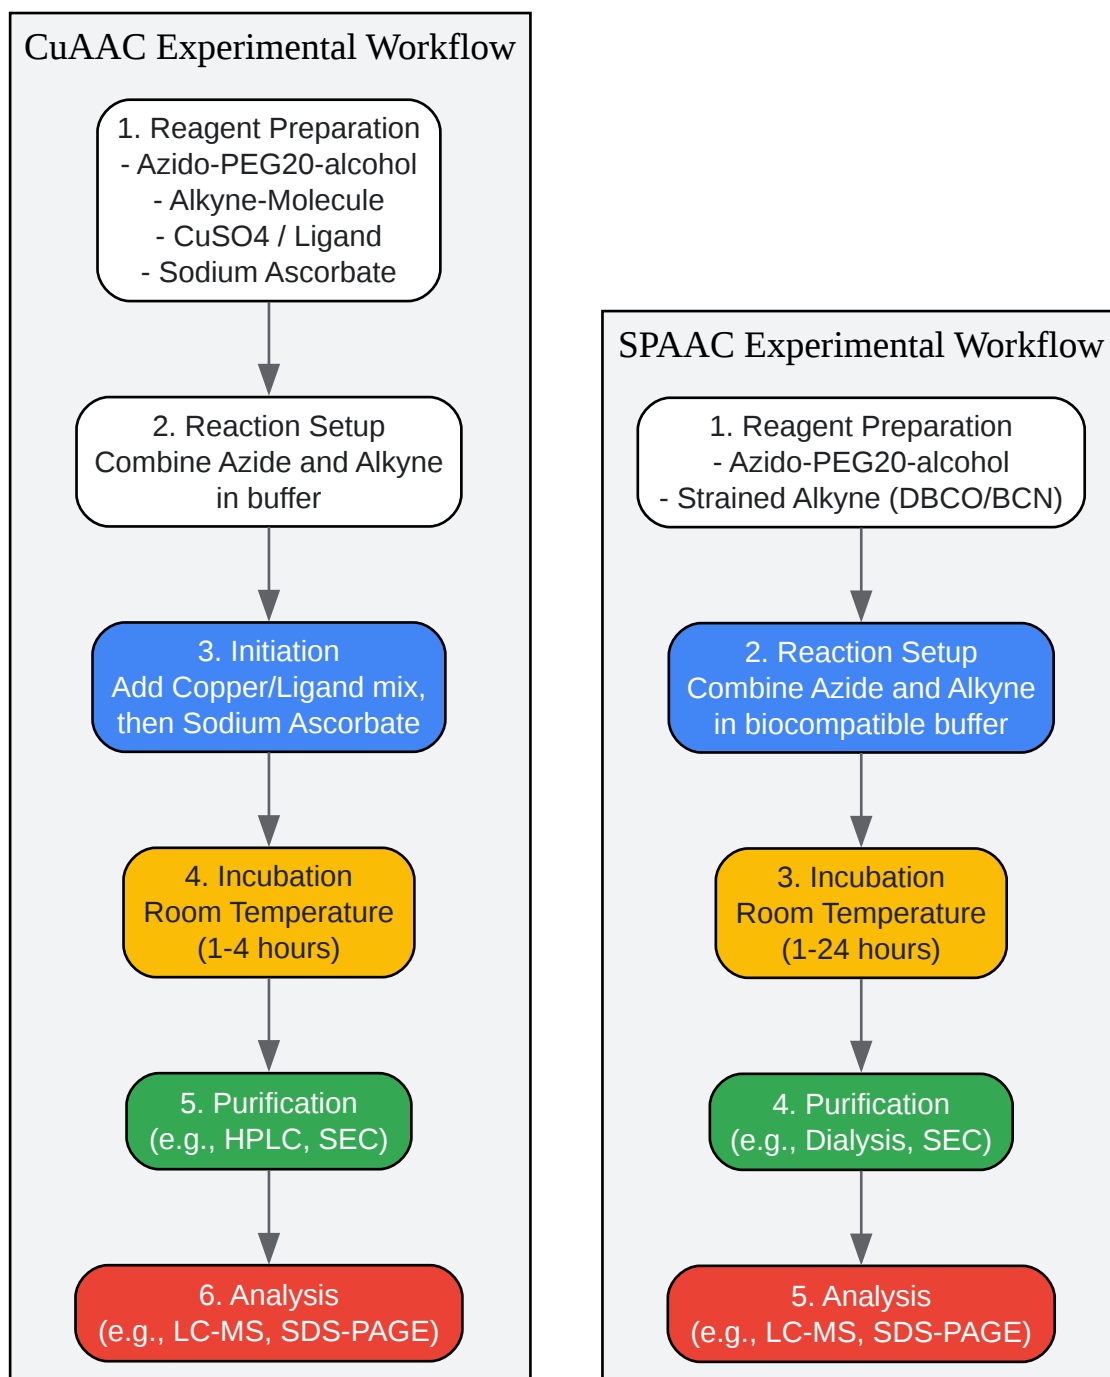 CuAAC Experimental Workflow
1. Reagent Preparation
- Azido-PEG20-alcohol
- Alkyne-Molecule
- CuSO4 / Ligand
- Sodium Ascorbate
2. Reaction Setup
Combine Azide and Alkyne
in buffer
3. Initiation
Add Copper/Ligand mix,
then Sodium Ascorbate
4. Incubation
Room Temperature
(1-4 hours)
5. Purification
(e.g., HPLC, SEC)
6. Analysis
(e.g., LC-MS, SDS-PAGE)
SPAAC Experimental Workflow
1. Reagent Preparation
- Azido-PEG20-alcohol
- Strained Alkyne (DBCO/BCN)
2. Reaction Setup
Combine Azide and Alkyne
in biocompatible buffer
3. Incubation
Room Temperature
(1-24 hours)
4. Purification
(e.g., Dialysis, SEC)
5. Analysis
(e.g., LC-MS, SDS-PAGE)